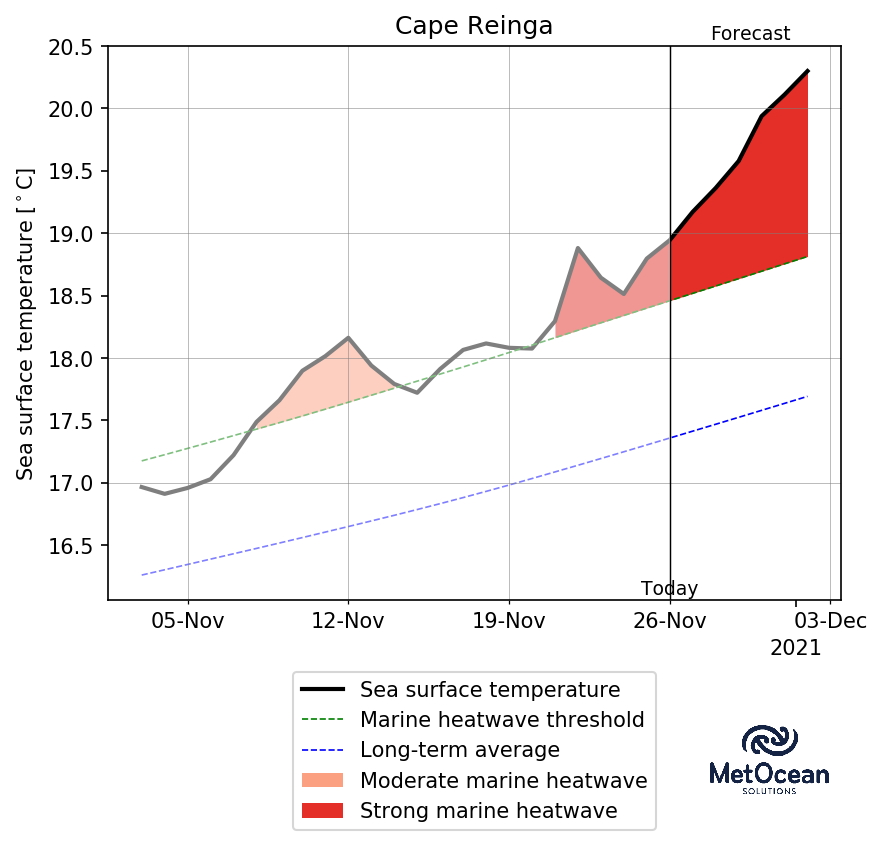 Cape Reinga
Forecast
Sea surface temperature [°C]
20.5
20.0
19.5
19.0
18.5
18.0
17.5
17.0
16.5
Today
05-Nov 12-Nov 19-Nov 26-Nov 03-Dec
2021
Sea surface temperature
Marine heatwave threshold
Long-term average
Moderate marine heatwave
Strong marine heatwave
MetOcean
SOLUTIONS